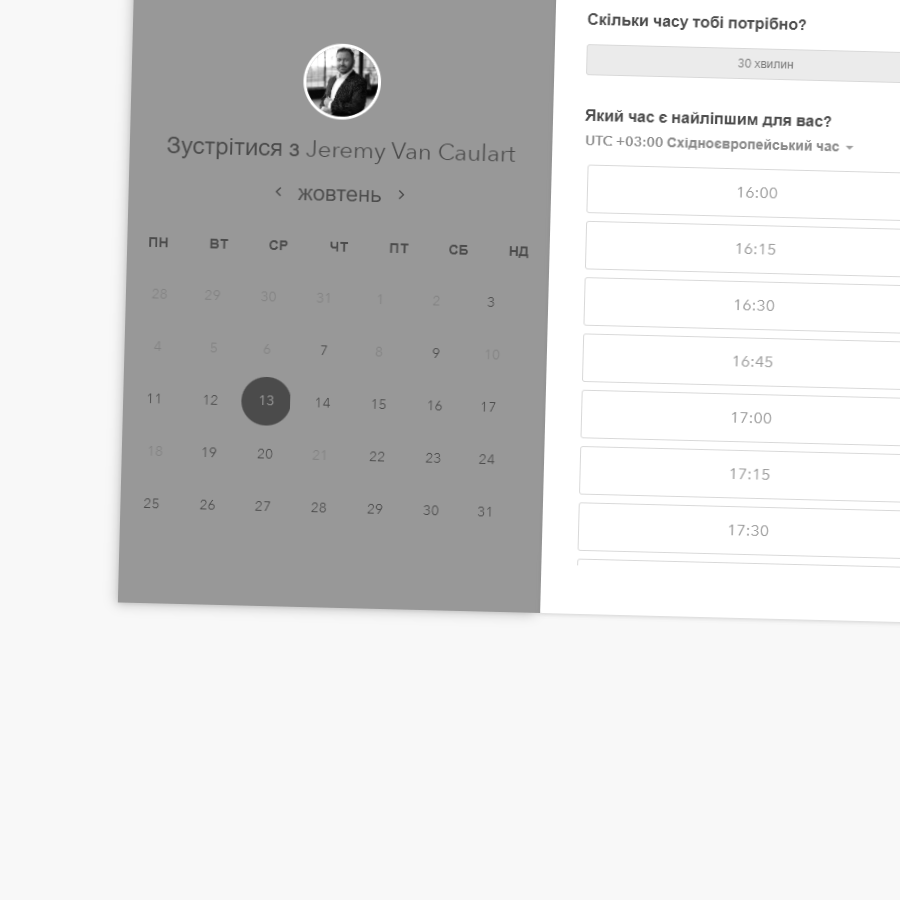 Зустрітися з Jeremy Van Caulart
жовтень
ПН ВТ СР ЧТ ПТ СБ НД
28 29 30 31 1 2 3
4 5 6 7 8 9 10
11 12 13 14 15 16 17
18 19 20 21 22 23 24
25 26 27 28 29 30 31
Скільки часу тобі потрібно?
30 хвилин
Який час є найліпшим для вас?
UTC +03:00 Східноєвропейський час
16:00
16:15
16:30
16:45
17:00
17:15
17:30